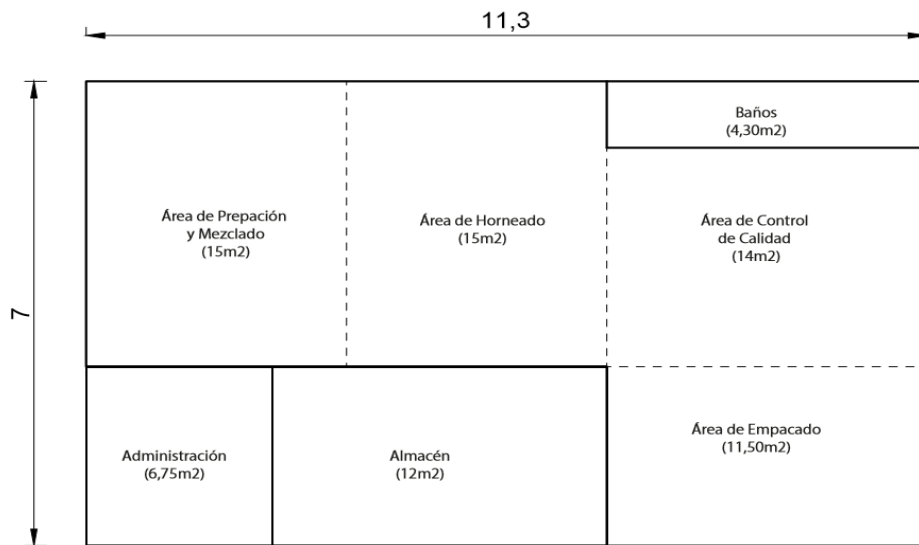 11,3
7
Baños
(4,30m2)
Área de Prepación
y Mezclado
(15m2)
Área de Horneado
(15m2)
Área de Control
de Calidad
(14m2)
Administración
(6,75m2)
Almacén
(12m2)
Área de Empacado
(11,50m2)